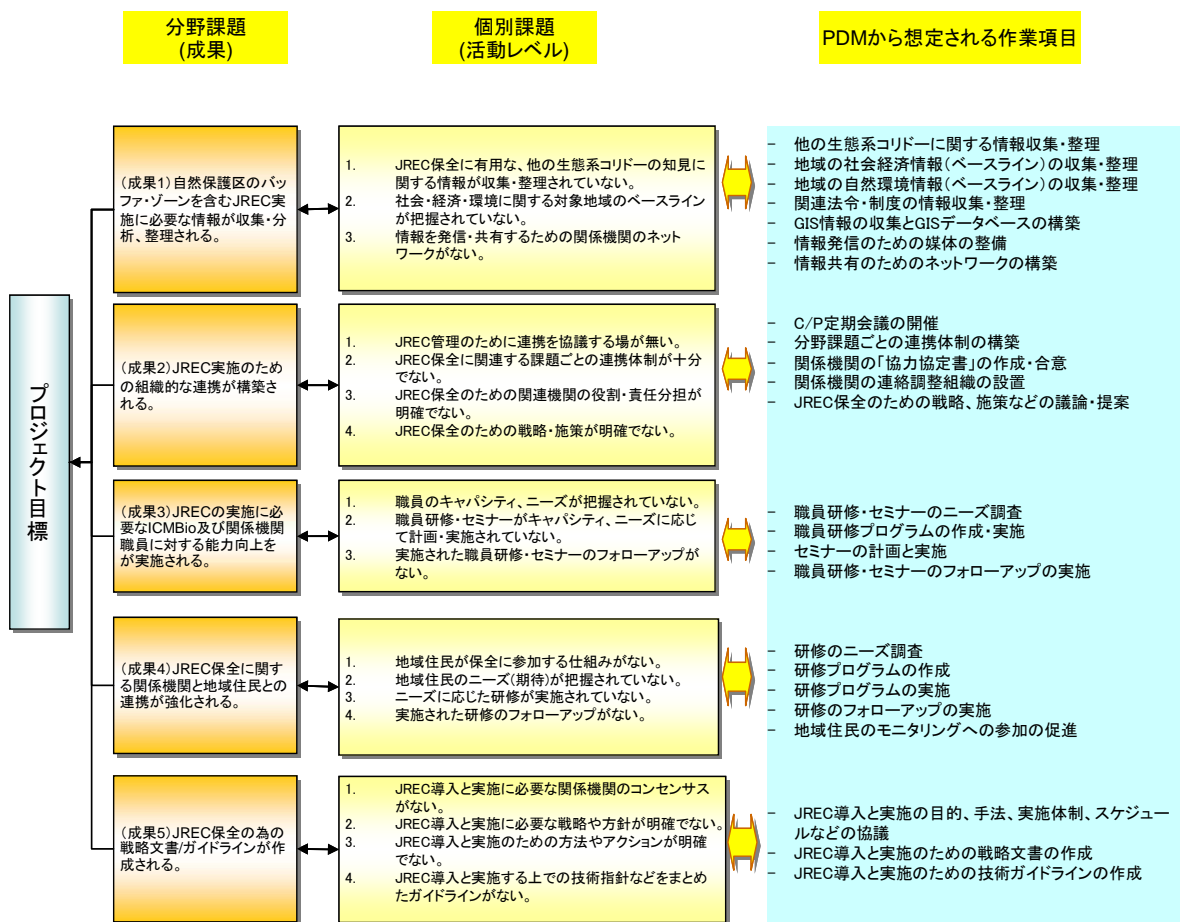 分野課題
(成果)
個別課題
(活動レベル)
PDMから想定される作業項目
プロジェクト目標
(成果1)自然保護区のバッ
ファ・ゾーンを含むJREC実
施に必要な情報が収集・分
析、整理される。
1. JREC保全に有用な、他の生態系コリドーの知見に
関する情報が収集・整理されていない。
2. 社会・経済・環境に関する対象地域のベースライン
が把握されていない。
3. 情報を発信・共有するための関係機関のネット
ワークがない。
- 他の生態系コリドーに関する情報収集・整理
- 地域の社会経済情報(ベースライン)の収集・整理
- 地域の自然環境情報(ベースライン)の収集・整理
- 関連法令・制度の情報収集・整理
- GIS情報の収集とGISデータベースの構築
- 情報発信のための媒体の整備
- 情報共有のためのネットワークの構築
(成果2)JREC実施のため
の組織的な連携が構築さ
れる。
1. JREC管理のために連携を協議する場が無い。
2. JREC保全に関連する課題ごとの連携体制が十分
でない。
3. JREC保全のための関連機関の役割・責任分担が
明確でない。
4. JREC保全のための戦略・施策が明確でない。
- C/P定期会議の開催
- 分野課題ごとの連携体制の構築
- 関係機関の「協力協定書」の作成・合意
- 関係機関の連絡調整組織の設置
- JREC保全のための戦略、施策などの議論・提案
(成果3)JRECの実施に必
要なICMBio及び関係機関
職員に対する能力向上を
が実施される。
1. 職員のキャパシティ、ニーズが把握されていない。
2. 職員研修・セミナーがキャパシティ、ニーズに応じ
て計画・実施されていない。
3. 実施された職員研修・セミナーのフォローアップが
ない。
- 職員研修・セミナーのニーズ調査
- 職員研修プログラムの作成・実施
- セミナーの計画と実施
- 職員研修・セミナーのフォローアップの実施
(成果4)JREC保全に関す
る関係機関と地域住民との
連携が強化される。
1. 地域住民が保全に参加する仕組みがない。
2. 地域住民のニーズ(期待)が把握されていない。
3. ニーズに応じた研修が実施されていない。
4. 実施された研修のフォローアップがない。
- 研修のニーズ調査
- 研修プログラムの作成
- 研修プログラムの実施
- 研修のフォローアップの実施
- 地域住民のモニタリングへの参加の促進
(成果5)JREC保全の為の
戦略文書/ガイドラインが作
成される。
1. JREC導入と実施に必要な関係機関のコンセンサス
がない。
2. JREC導入と実施に必要な戦略や方針が明確でない。
3. JREC導入と実施のための方法やアクションが明確
でない。
4. JREC導入と実施する上での技術指針などをまとめ
たガイドラインがない。
- JREC導入と実施の目的、手法、実施体制、スケジュー
ルなどの協議
- JREC導入と実施のための戦略文書の作成
- JREC導入と実施のための技術ガイドラインの作成